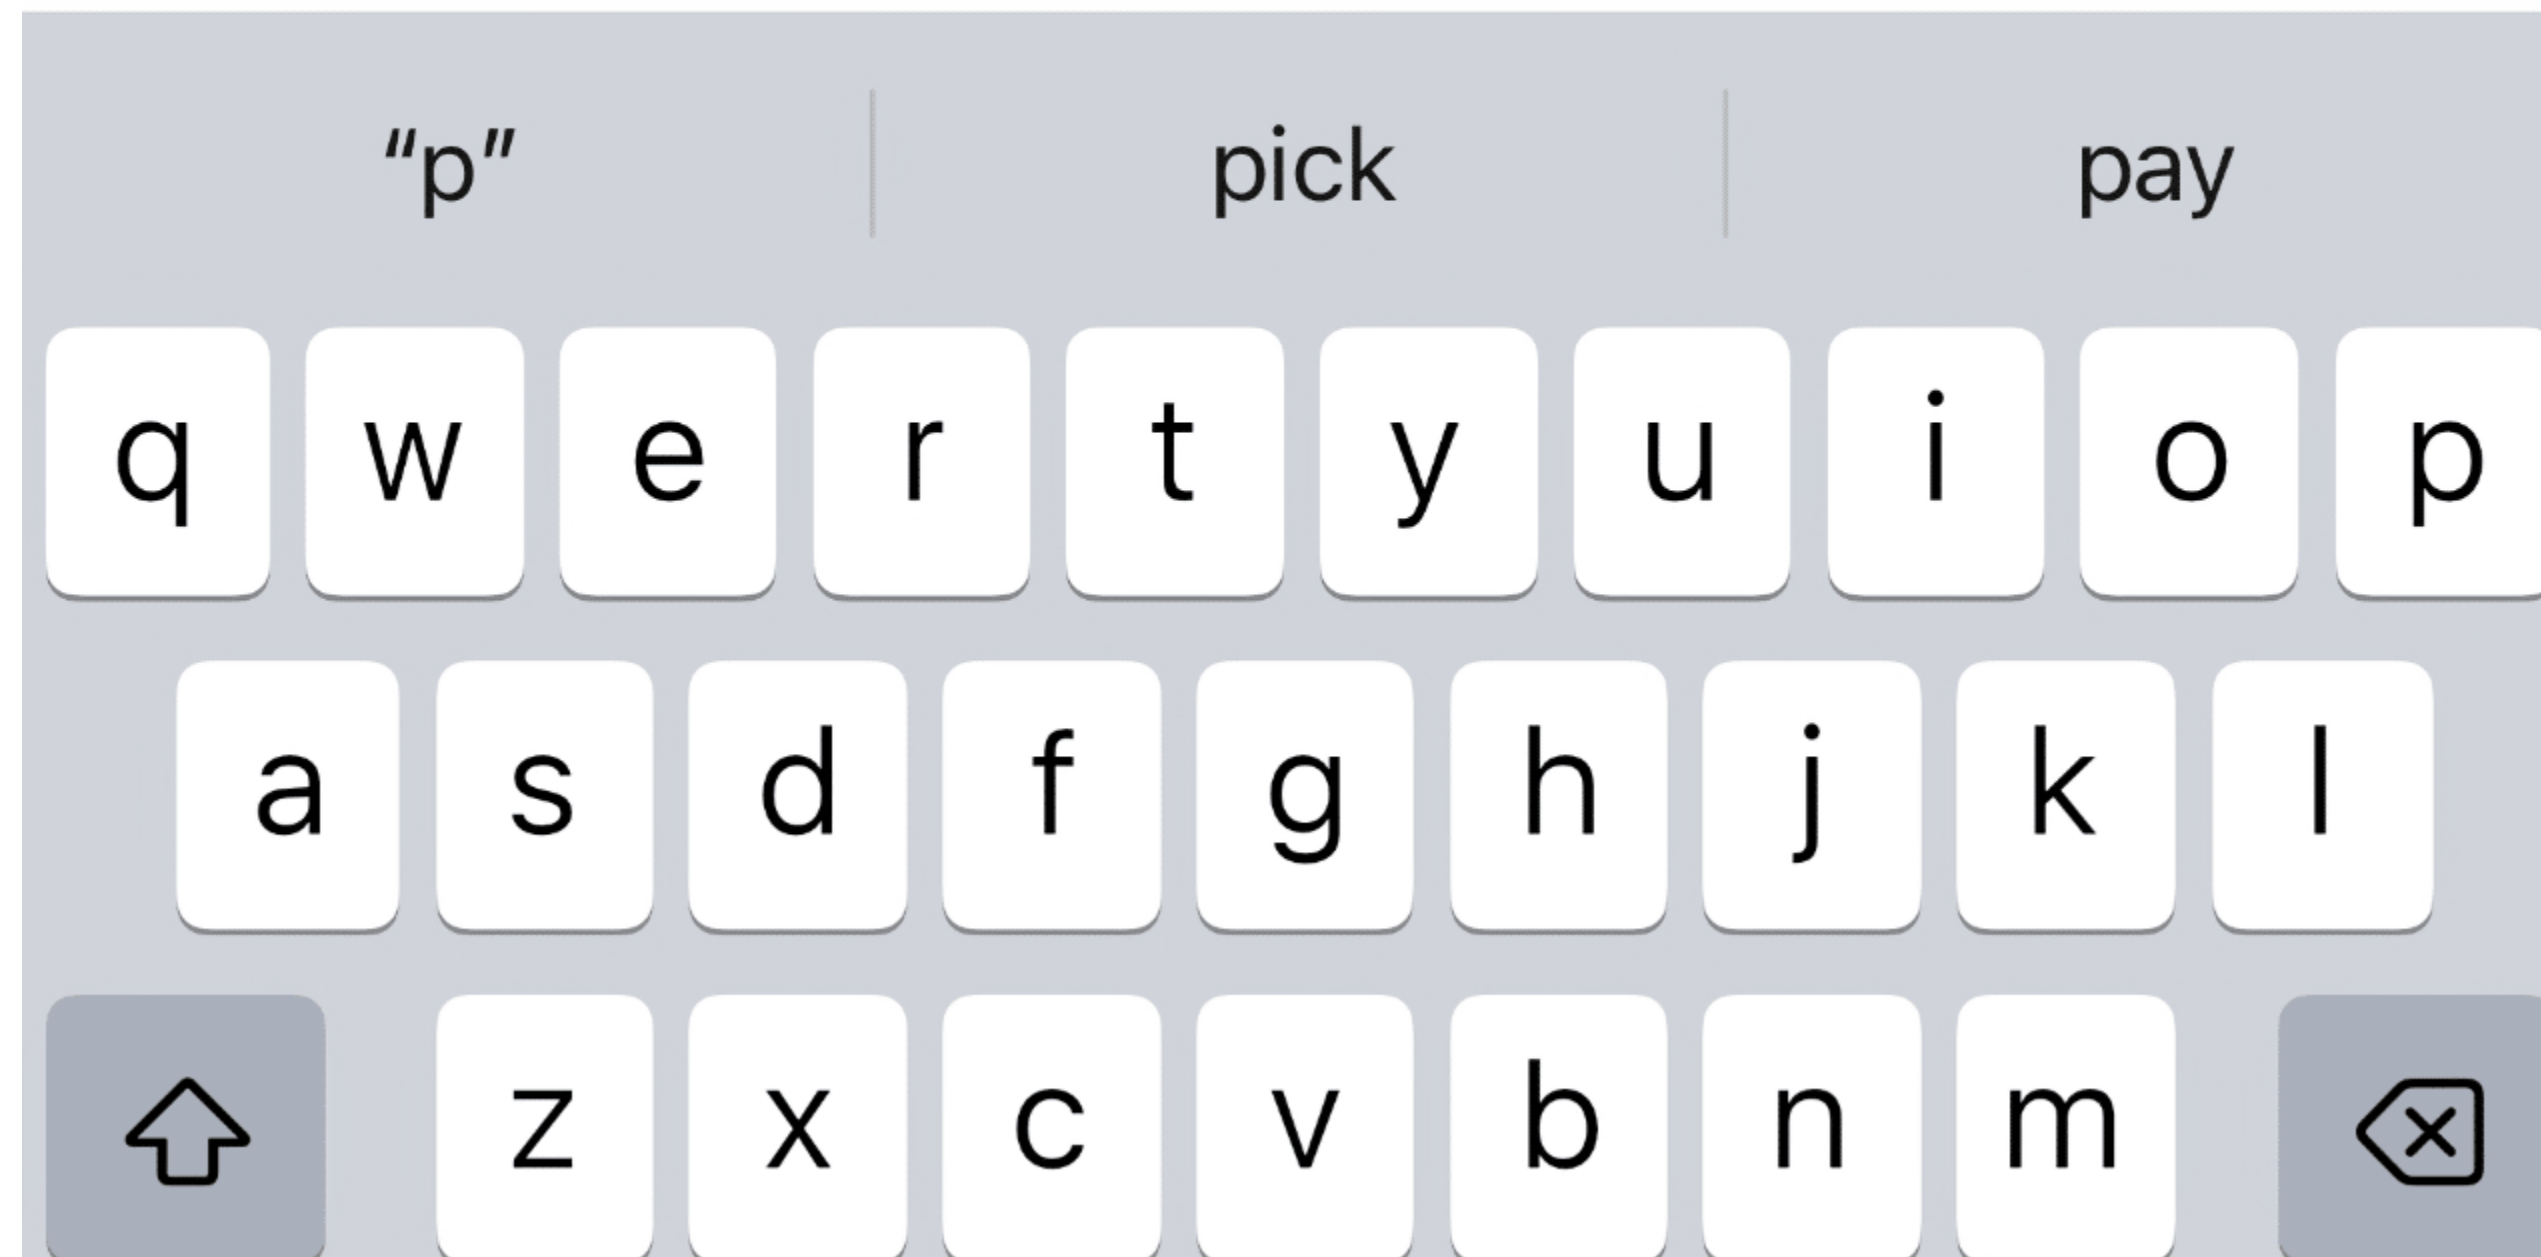 “p” pick pay
q w e r t y u i o p
a s d f g h j k l
z x c v b n m